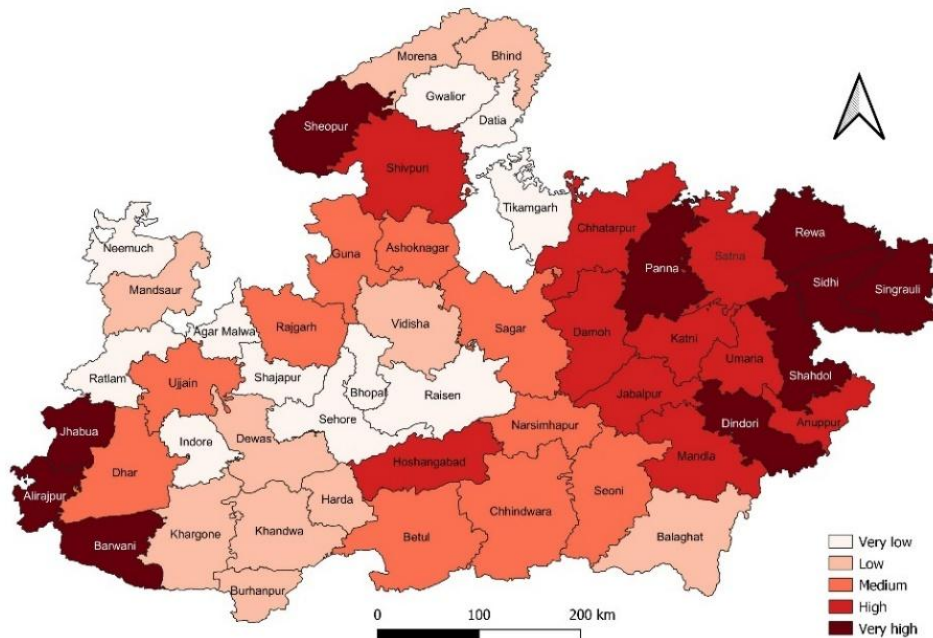 Morena
Bhind
Gwalior
Sheopur
Datia
Shivpuri
Tikamgarh
Chhatarpur
Neemuch
Guna
Ashoknagar
Panna
Satna
Rewa
Mandsaur
Sidhi
Singrauli
Agar Malwa
Rajgarh
Vidisha
Sagar
Damoh
Katni
Umaria
Ratlam
Ujjain
Shajapur
Bhopal
Raisen
Jabalpur
Shahdol
Jhabua
Sehore
Indore
Dewas
Narsimhapur
Dindori
Anuppur
Dhar
Hoshangabad
Mandla
Alirajpur
Harda
Chhindwara
Seoni
Barwani
Khargone
Khandwa
Betul
Balaghat
Burhanpur
Very low
Low
Medium
High
Very high
0 100 200 km